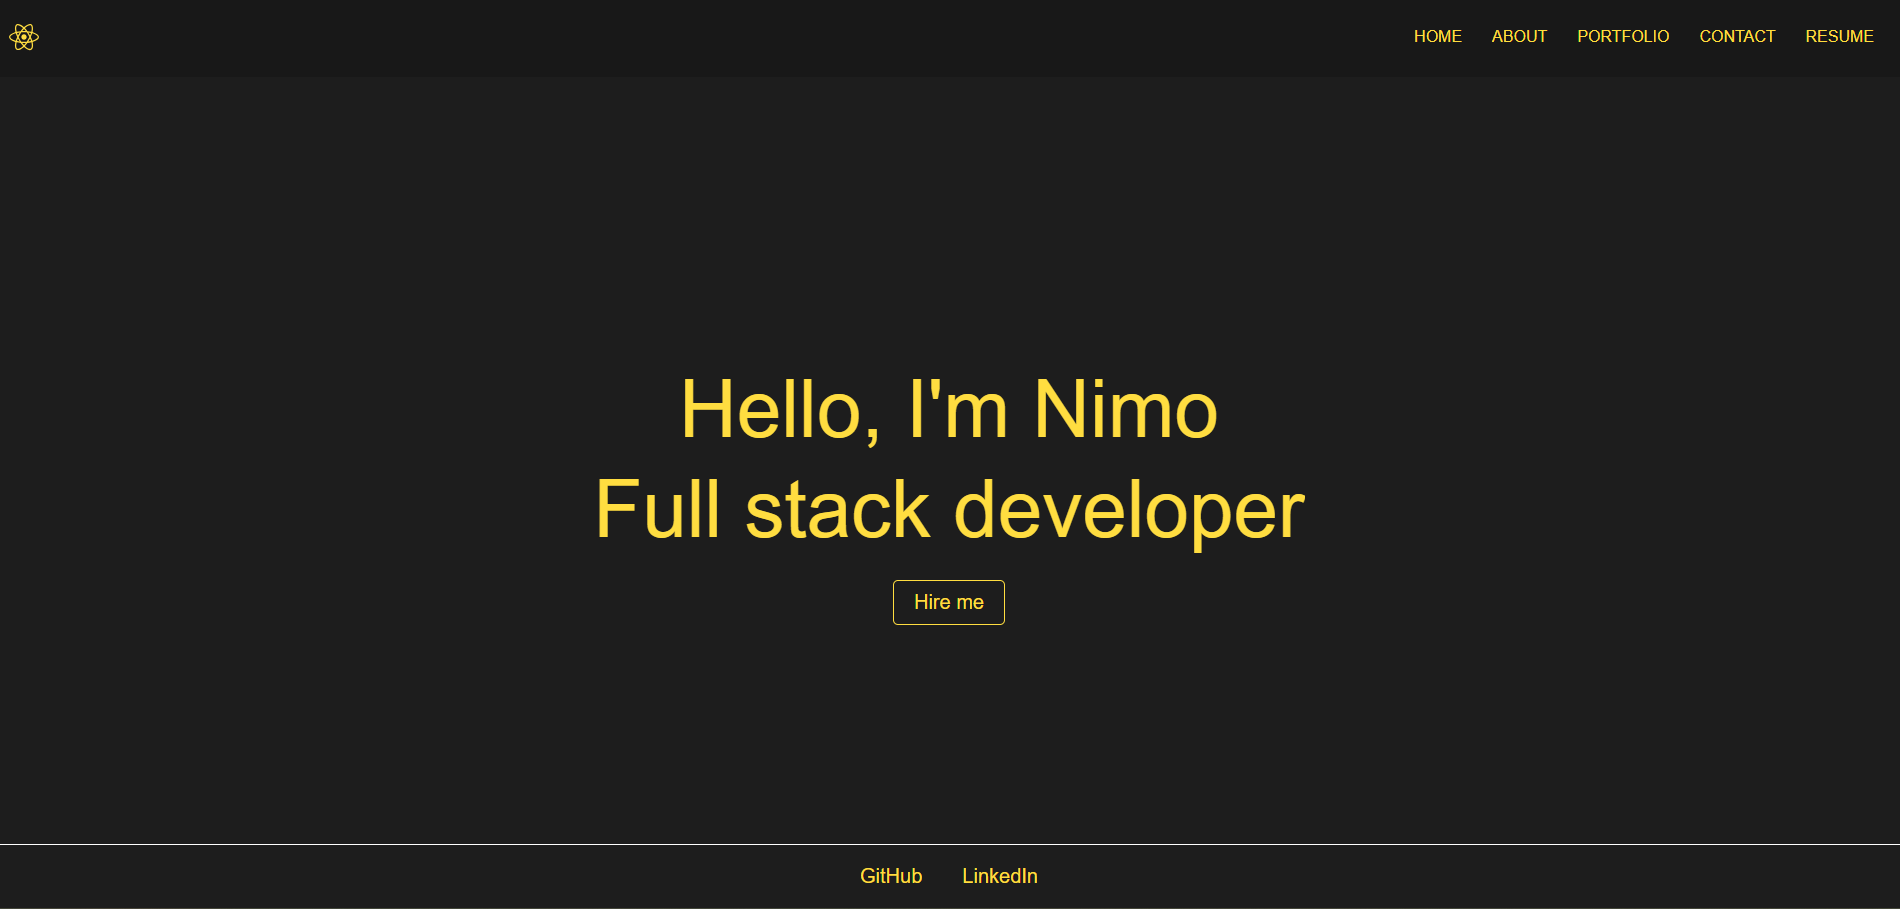 HOME ABOUT PORTFOLIO CONTACT RESUME
Hello, I'm Nimo
Full stack developer
Hire me
GitHub LinkedIn